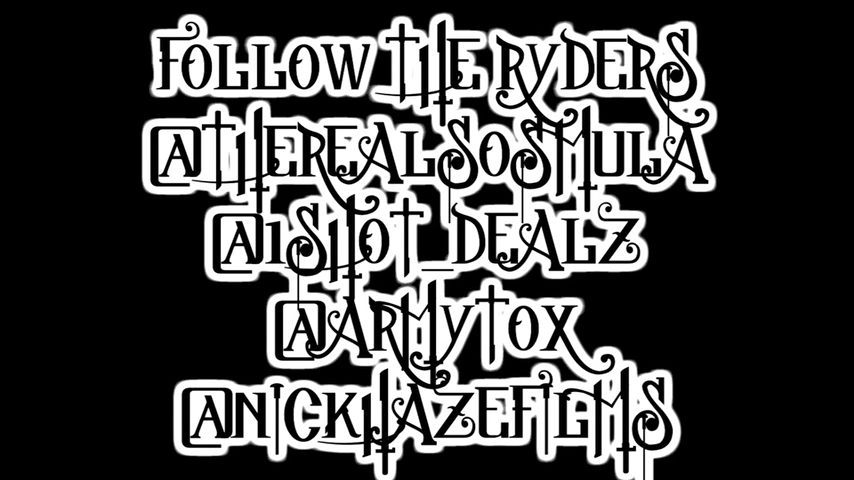 FOLLOW THE RYDERS
@THEREALSOSMULA
@1SHOT_DEALZ
@ARMYTOX
@NICKHAZEFILMS